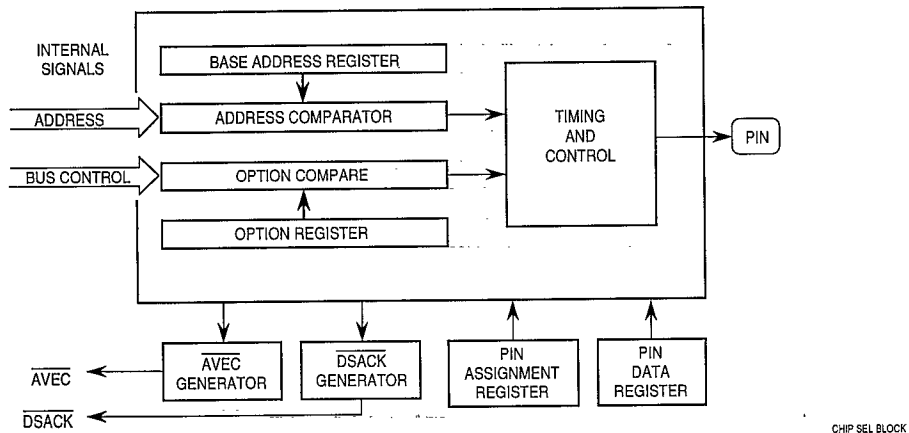 INTERNAL
SIGNALS
BASE ADDRESS REGISTER
ADDRESS
ADDRESS COMPARATOR
TIMING
AND
CONTROL
PIN
BUS CONTROL
OPTION COMPARE
OPTION REGISTER
AVEC
GENERATOR
DSACK
GENERATOR
PIN
ASSIGNMENT
REGISTER
PIN
DATA
REGISTER
AVEC
DSACK
CHIP SEL BLOCK